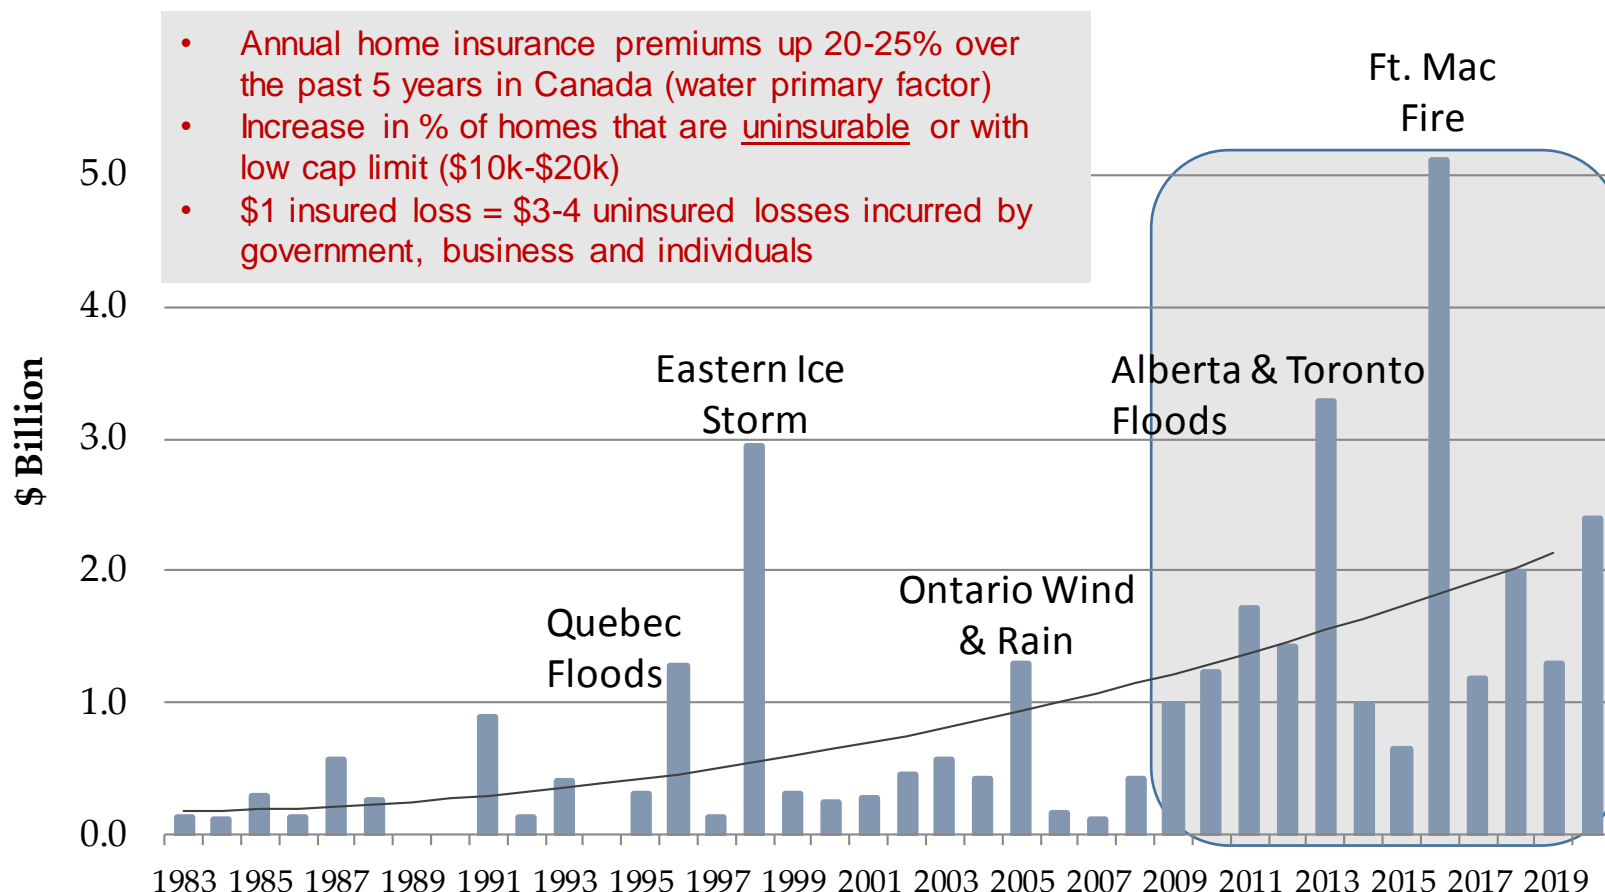 • Annual home insurance premiums up 20-25% over
the past 5 years in Canada (water primary factor)
• Increase in % of homes that are uninsurable or with
low cap limit ($10k-$20k)
• $1 insured loss = $3-4 uninsured losses incurred by
government, business and individuals
Ft. Mac
Fire
Eastern Ice
Storm
Alberta & Toronto
Floods
Quebec
Floods
Ontario Wind
& Rain
$ Billion
5.0
4.0
3.0
2.0
1.0
0.0
1983 1985 1987 1989 1991 1993 1995 1997 1999 2001 2003 2005 2007 2009 2011 2013 2015 2017 2019